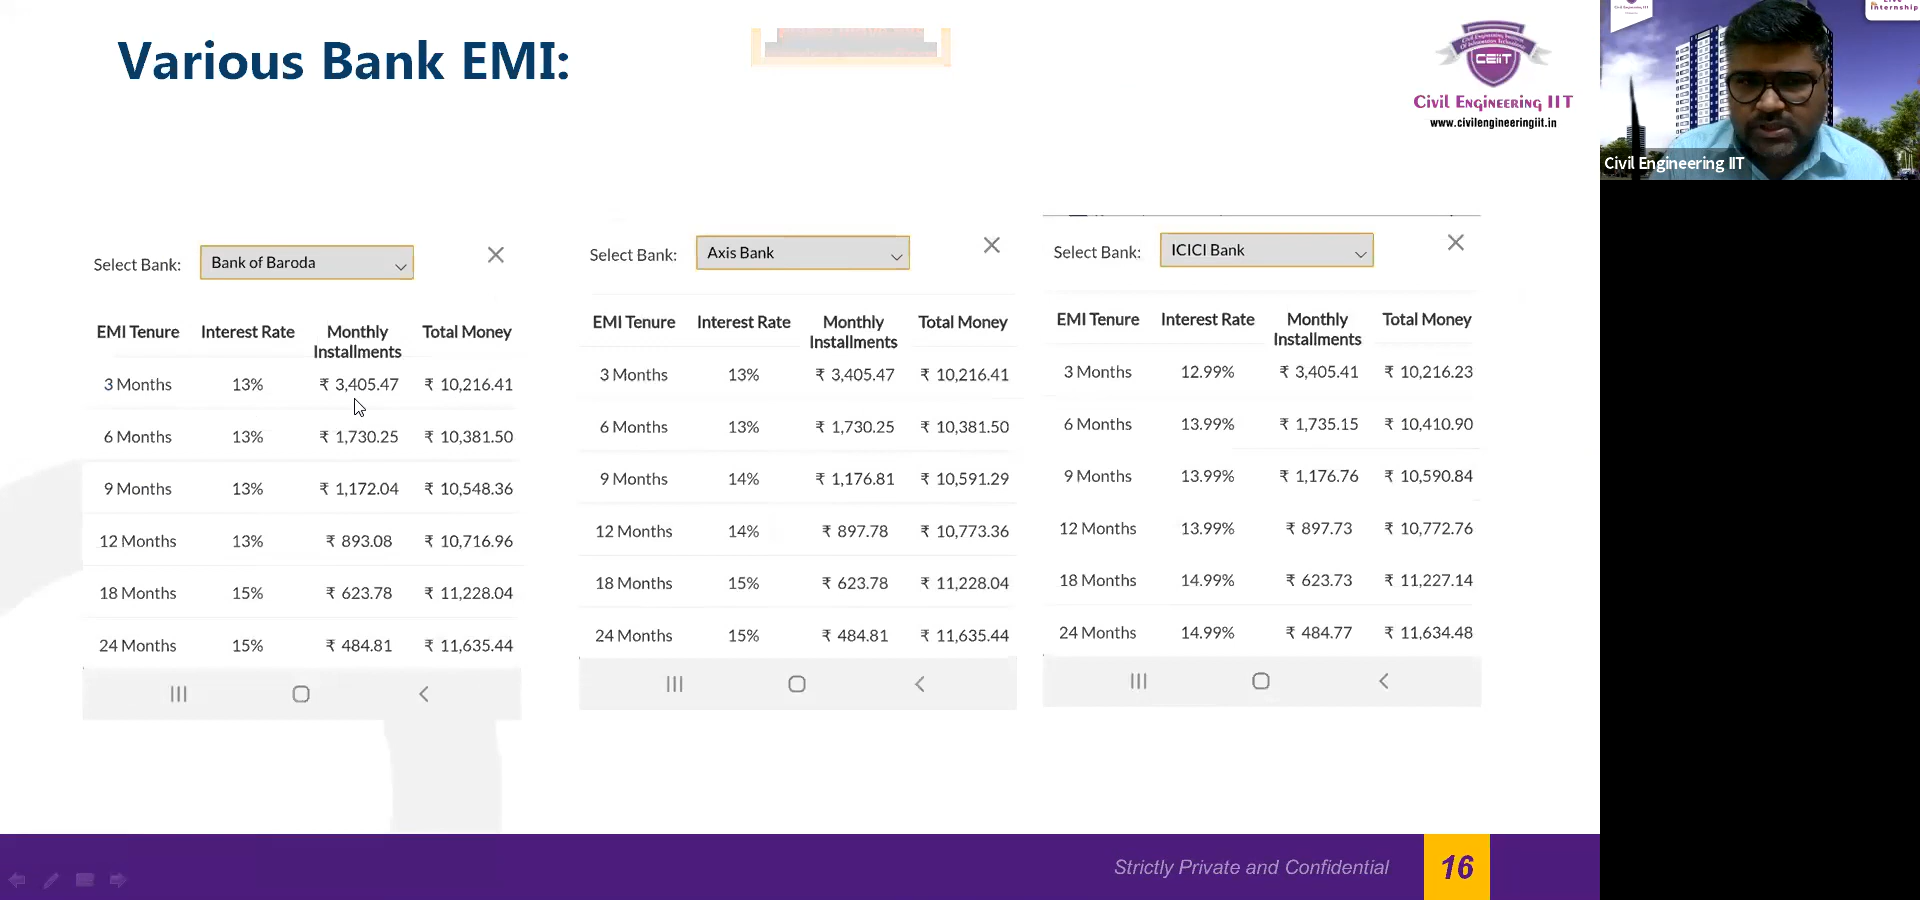 Various Bank EMI:
Civil Engineering Institute
Of Information Technology
CEIIT
Civil Engineering IIT
www.civilengineeringiit.in
Internship
Civil Engineering IIT
Select Bank: Bank of Baroda
EMI Tenure Interest Rate Monthly Installments Total Money
3 Months 13% ₹ 3,405.47 ₹ 10,216.41
6 Months 13% ₹ 1,730.25 ₹ 10,381.50
9 Months 13% ₹ 1,172.04 ₹ 10,548.36
12 Months 13% ₹ 893.08 ₹ 10,716.96
18 Months 15% ₹ 623.78 ₹ 11,228.04
24 Months 15% ₹ 484.81 ₹ 11,635.44
Select Bank: Axis Bank
EMI Tenure Interest Rate Monthly Installments Total Money
3 Months 13% ₹ 3,405.47 ₹ 10,216.41
6 Months 13% ₹ 1,730.25 ₹ 10,381.50
9 Months 14% ₹ 1,176.81 ₹ 10,591.29
12 Months 14% ₹ 897.78 ₹ 10,773.36
18 Months 15% ₹ 623.78 ₹ 11,228.04
24 Months 15% ₹ 484.81 ₹ 11,635.44
Select Bank: ICICI Bank
EMI Tenure Interest Rate Monthly Installments Total Money
3 Months 12.99% ₹ 3,405.41 ₹ 10,216.23
6 Months 13.99% ₹ 1,735.15 ₹ 10,410.90
9 Months 13.99% ₹ 1,176.76 ₹ 10,590.84
12 Months 13.99% ₹ 897.73 ₹ 10,772.76
18 Months 14.99% ₹ 623.73 ₹ 11,227.14
24 Months 14.99% ₹ 484.77 ₹ 11,634.48
Strictly Private and Confidential
16